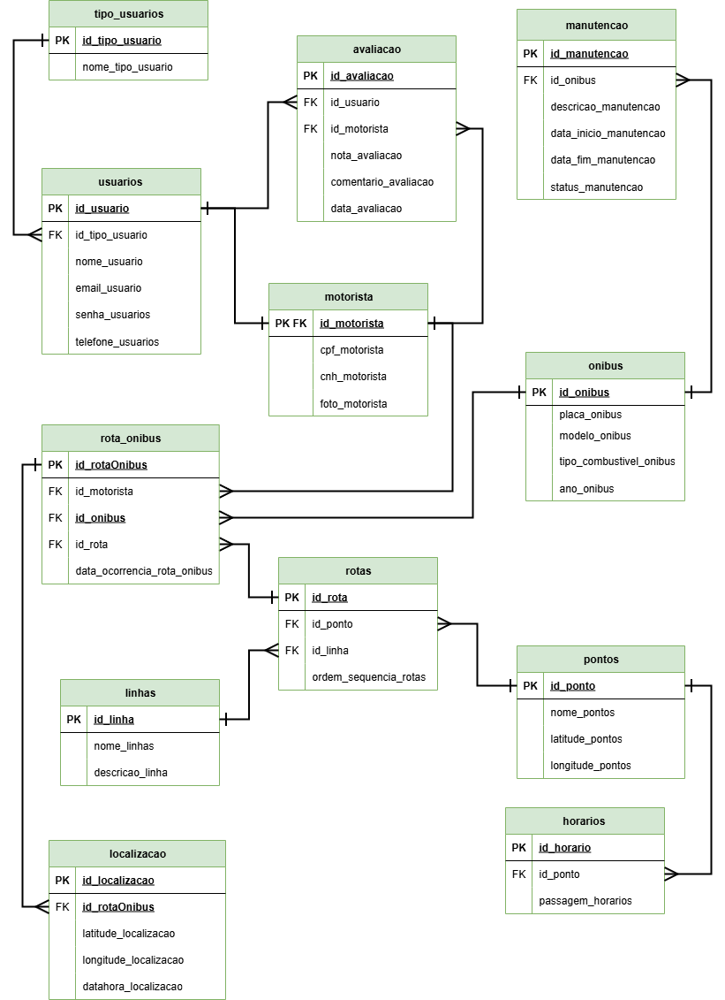 tipo_usuarios
PK id_tipo_usuario
nome_tipo_usuario
avaliacao
PK id_avaliacao
FK id_usuario
FK id_motorista
nota_avaliacao
comentario_avaliacao
data_avaliacao
manutencao
PK id_manutencao
FK id_onibus
descricao_manutencao
data_inicio_manutencao
data_fim_manutencao
status_manutencao
usuarios
PK id_usuario
FK id_tipo_usuario
nome_usuario
email_usuario
senha_usuarios
telefone_usuarios
motorista
PK FK id_motorista
cpf_motorista
cnh_motorista
foto_motorista
onibus
PK id_onibus
placa_onibus
modelo_onibus
tipo_combustivel_onibus
ano_onibus
rota_onibus
PK id_rotaOnibus
FK id_motorista
FK id_onibus
FK id_rota
data_ocorrencia_rota_onibus
rotas
PK id_rota
FK id_ponto
FK id_linha
ordem_sequencia_rotas
pontos
PK id_ponto
nome_pontos
latitude_pontos
longitude_pontos
linhas
PK id_linha
nome_linhas
descricao_linha
horarios
PK id_horario
FK id_ponto
passagem_horarios
localizacao
PK id_localizacao
FK id_rotaOnibus
latitude_localizacao
longitude_localizacao
datahora_localizacao